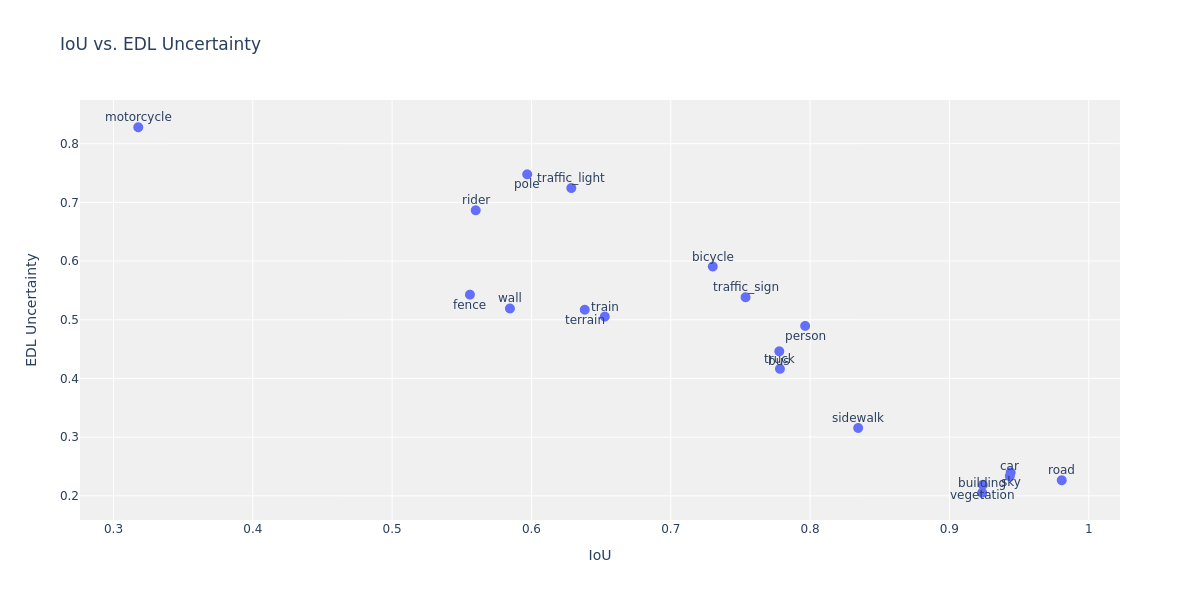 IoU vs. EDL Uncertainty
motorcycle
0.8
pole
traffic_light
rider
0.7
bicycle
0.6
traffic_sign
fence
wall
train
terrain
0.5
person
truck
bus
0.4
sidewalk
0.3
car
road
building
sky
vegetation
0.2
EDL Uncertainty
0.3 0.4 0.5 0.6 0.7 0.8 0.9 1
IoU